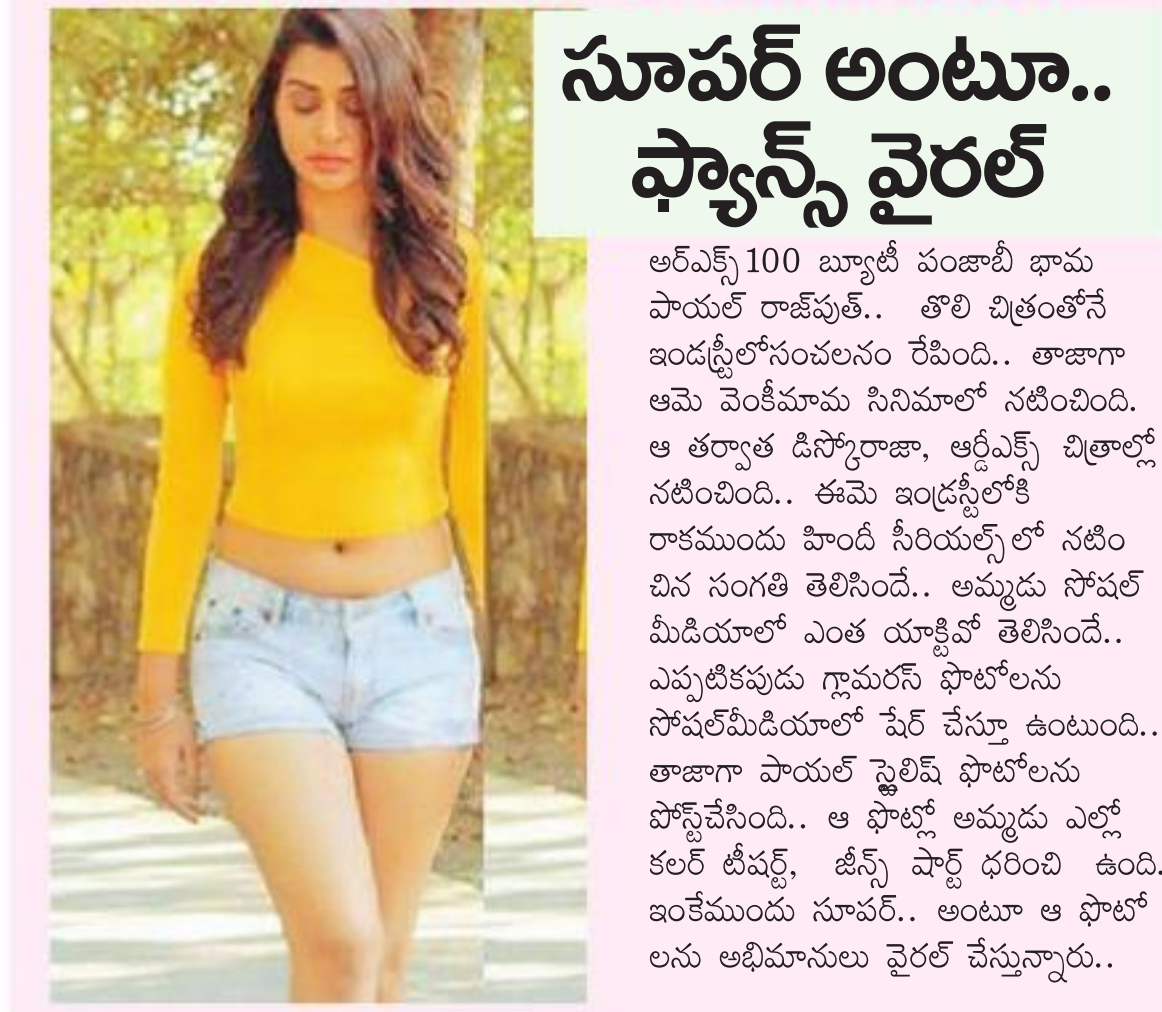 సూపర్ అంటూ..
ఫ్యాన్స్ వైరల్
అర్ఎక్స్100 బ్యూటీ పంజాబీ భామ
పాయల్ రాజ్‌పుత్.. తొలి చిత్రంతోనే
ఇండస్ట్రీలోసంచలనం రేపింది.. తాజాగా
ఆమె వెంకీమామ సినిమాలో నటించింది.
ఆ తర్వాత డిస్కోరాజా, ఆర్డీఎక్స్ చిత్రాల్లో
నటించింది.. ఈమె ఇండ్రస్టీలోకి
రాకముందు హిందీ సీరియల్స్‌లో నటిం
చిన సంగతి తెలిసిందే.. అమ్మడు సోషల్
మీడియాలో ఎంత యాక్టివో తెలిసిందే..
ఎప్పటికపుడు గ్లామరస్ ఫొటోలను
సోషల్‌మీడియాలో షేర్ చేస్తూ ఉంటుంది..
తాజాగా పాయల్ స్టైలిష్ ఫొటోలను
పోస్ట్‌చేసింది.. ఆ ఫొట్లో అమ్మడు ఎల్లో
కలర్ టీషర్ట్, జీన్స్ షార్ట్ ధరించి ఉంది.
ఇంకేముందు సూపర్.. అంటూ ఆ ఫొటో
లను అభిమానులు వైరల్ చేస్తున్నారు..